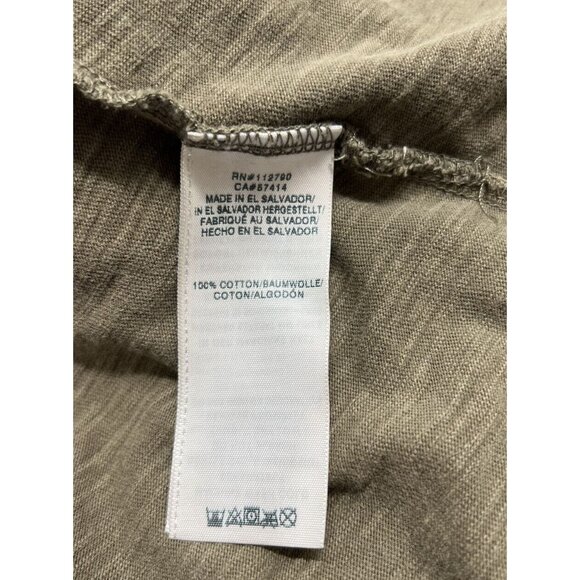 RN#112790
CA#57414
MADE IN EL SALVADOR/
IN EL SALVADOR HERGESTELLT/
FABRIQUÉ AU SALVADOR/
HECHO EN EL SALVADOR
100% COTTON/BAUMWOLLE/
COTON/ALGODÓN